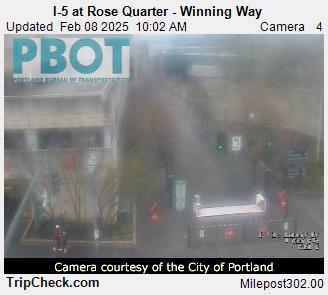 I-5 at Rose Quarter - Winning Way
Updated  Feb 08 2025  10:02 AM  Camera  4
PBOT
PORTLAND BUREAU OF TRANSPORTATION
Camera courtesy of the City of Portland
TripCheck.com  Milepost302.00